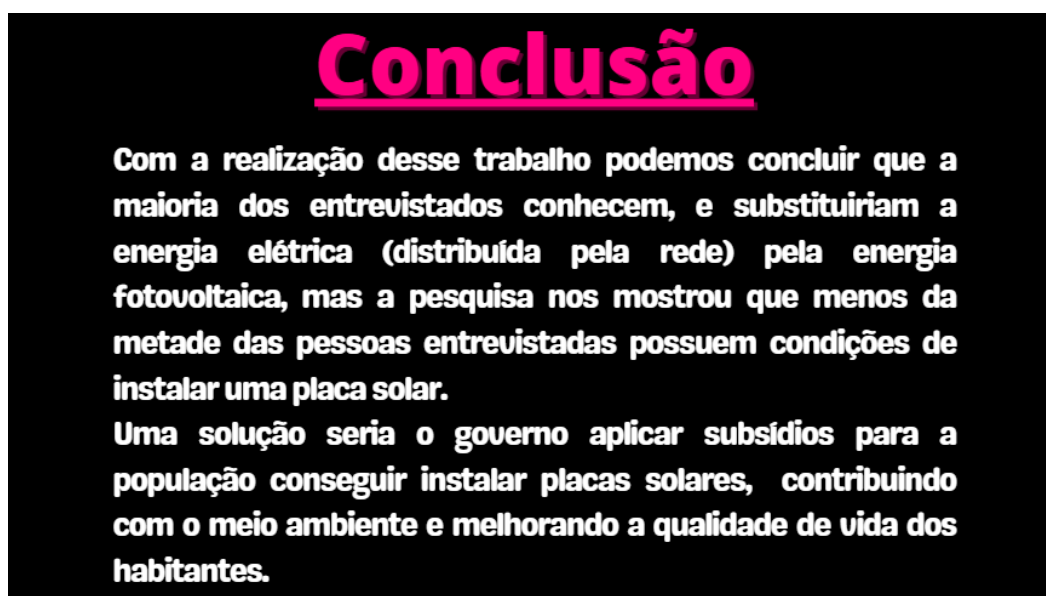 Conclusão
Com a realização desse trabalho podemos concluir que a
maioria dos entrevistados conhecem, e substituiriam a
energia elétrica (distribuída pela rede) pela energia
fotovoltaica, mas a pesquisa nos mostrou que menos da
metade das pessoas entrevistadas possuem condições de
instalar uma placa solar.
Uma solução seria o governo aplicar subsídios para a
população conseguir instalar placas solares, contribuindo
com o meio ambiente e melhorando a qualidade de vida dos
habitantes.